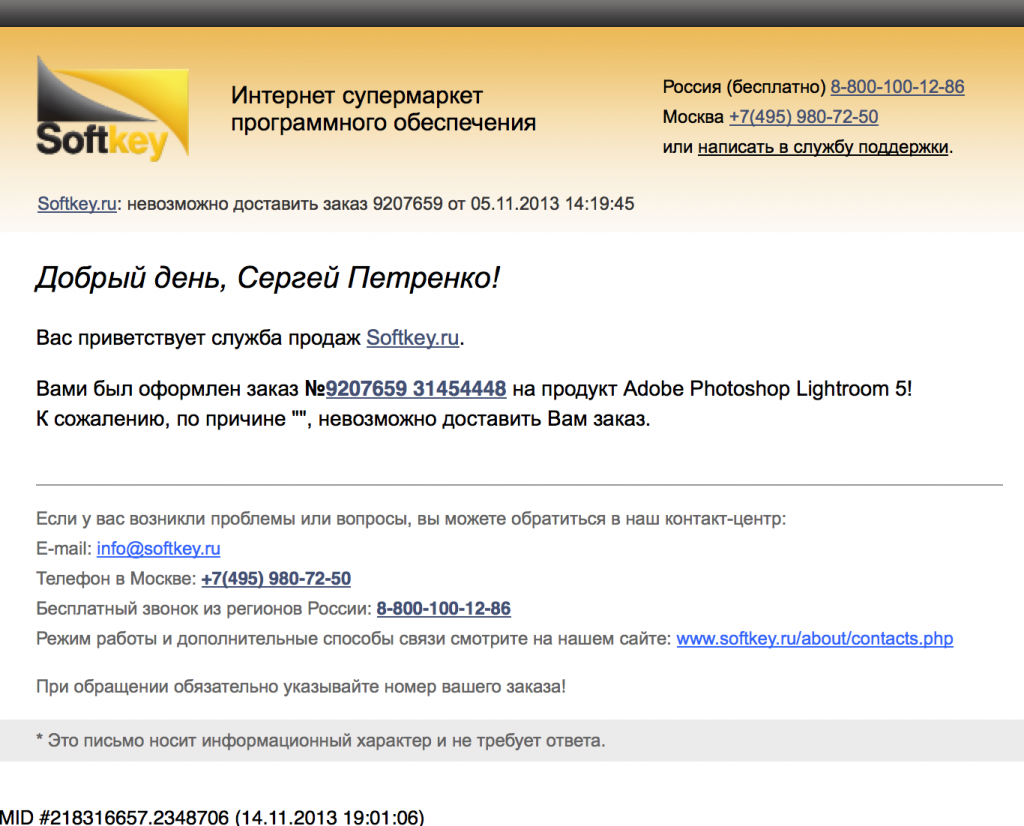 Softkey
Интернет супермаркет
программного обеспечения
Россия (бесплатно) 8-800-100-12-86
Москва +7(495) 980-72-50
или написать в службу поддержки.
Softkey.ru: невозможно доставить заказ 9207659 от 05.11.2013 14:19:45
Добрый день, Сергей Петренко!
Вас приветствует служба продаж Softkey.ru.
Вами был оформлен заказ №9207659 31454448 на продукт Adobe Photoshop Lightroom 5!
К сожалению, по причине "", невозможно доставить Вам заказ.
Если у вас возникли проблемы или вопросы, вы можете обратиться в наш контакт-центр:
E-mail: info@softkey.ru
Телефон в Москве: +7(495) 980-72-50
Бесплатный звонок из регионов России: 8-800-100-12-86
Режим работы и дополнительные способы связи смотрите на нашем сайте: www.softkey.ru/about/contacts.php
При обращении обязательно указывайте номер вашего заказа!
* Это письмо носит информационный характер и не требует ответа.
MID #218316657.2348706 (14.11.2013 19:01:06)